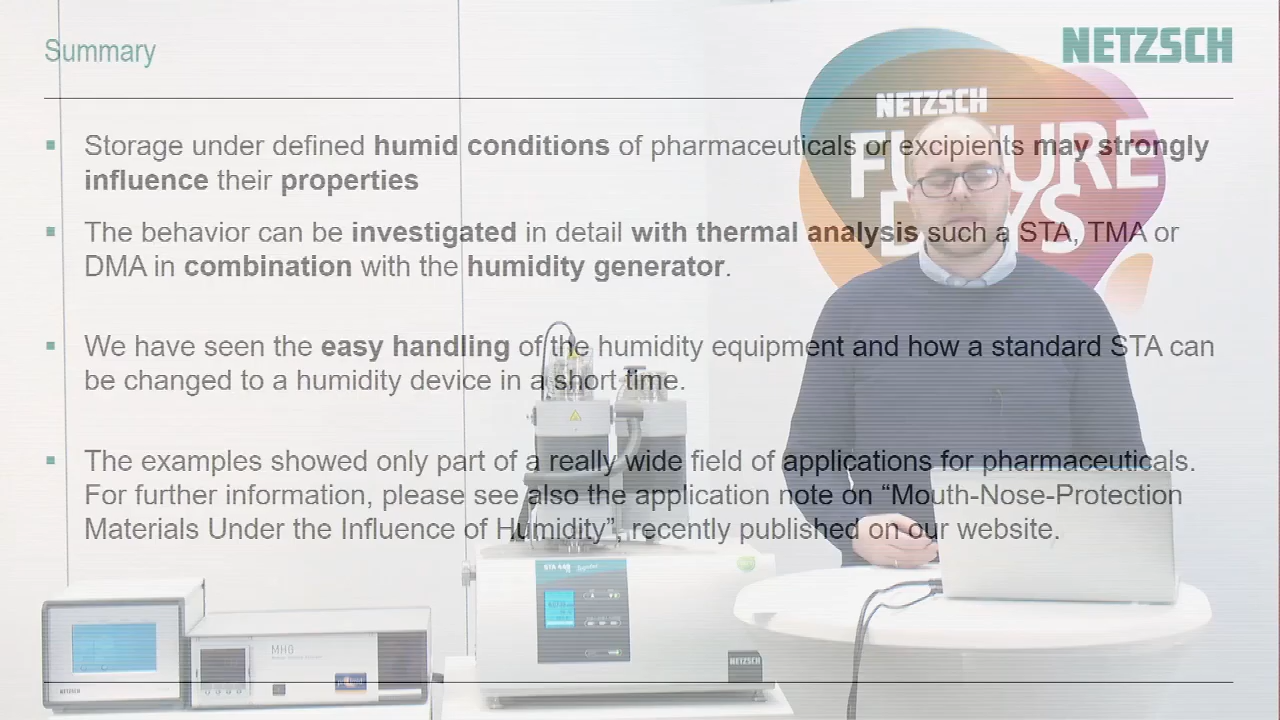 Summary
NETZSCH
NETZSCH
FUTURE
DAYS
▪ Storage under defined humid conditions of pharmaceuticals or excipients may strongly
influence their properties
▪ The behavior can be investigated in detail with thermal analysis such a STA, TMA or
DMA in combination with the humidity generator.
▪ We have seen the easy handling of the humidity equipment and how a standard STA can
be changed to a humidity device in a short time.
▪ The examples showed only part of a really wide field of applications for pharmaceuticals.
For further information, please see also the application note on “Mouth-Nose-Protection
Materials Under the Influence of Humidity”, recently published on our website.
STA 449
MHG
NETZSCH
NETZSCH